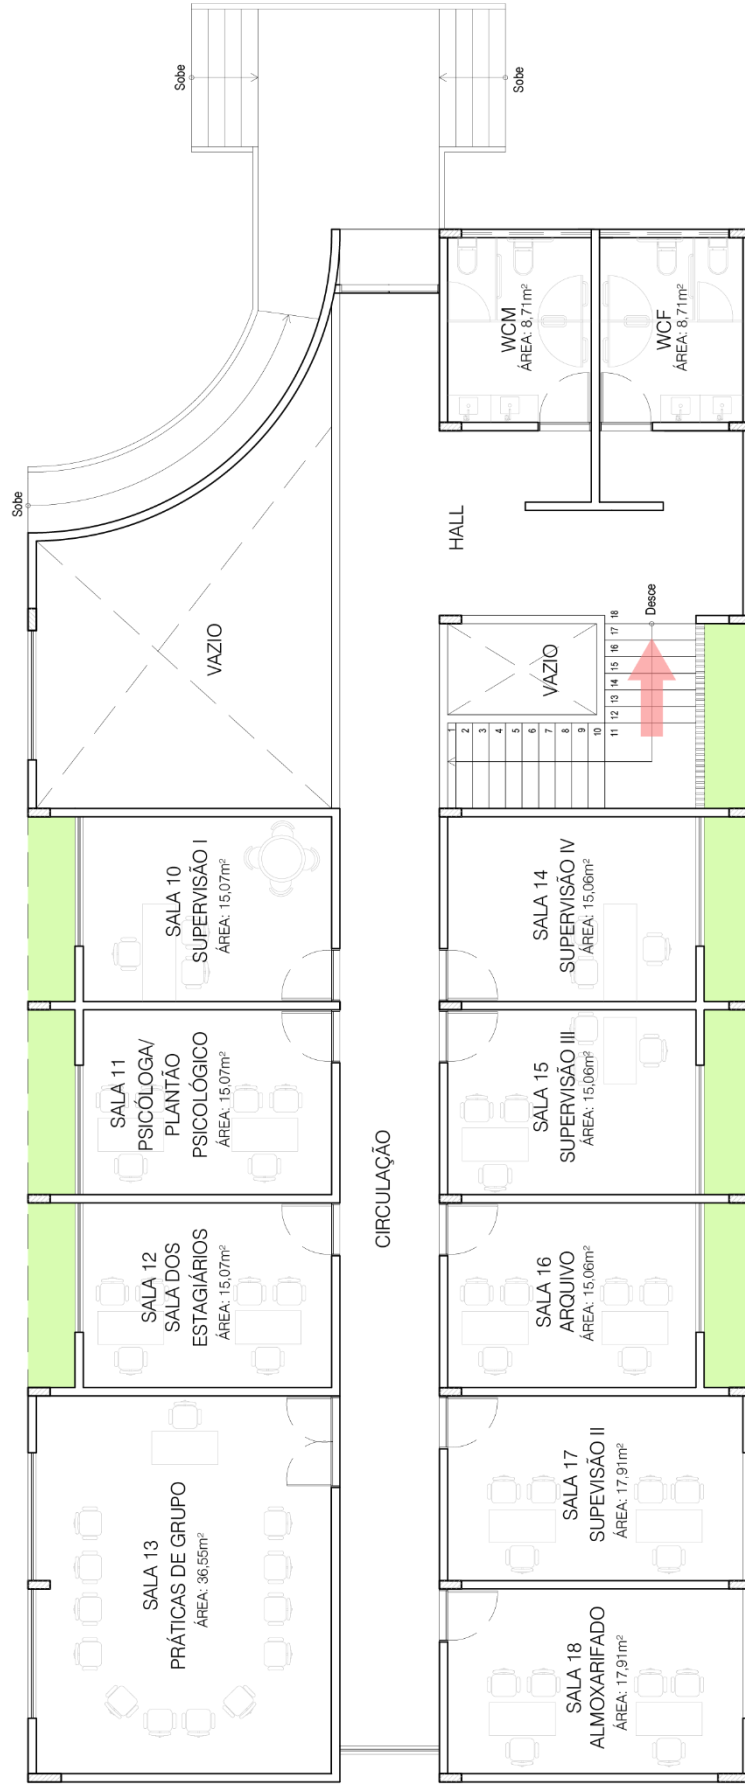 Sobe
Sobe
Sobe
WCM
ÁREA: 8,71m²
WCF
ÁREA: 8,71m²
HALL
VAZIO
VAZIO
Desce
1
2
3
4
5
6
7
8
9
10
11
12
13
14
15
16
17
18
SALA 10
SUPERVISÃO I
ÁREA: 15,07m²
SALA 14
SUPERVISÃO IV
ÁREA: 15,06m²
SALA 11
PSICÓLOGA/
PLANTÃO
PSICOLÓGICO
ÁREA: 15,07m²
SALA 15
SUPERVISÃO III
ÁREA: 15,06m²
CIRCULAÇÃO
SALA 12
SALA DOS
ESTAGIÁRIOS
ÁREA: 15,07m²
SALA 16
ARQUIVO
ÁREA: 15,06m²
SALA 13
PRÁTICAS DE GRUPO
ÁREA: 36,55m²
SALA 17
SUPEVISÃO II
ÁREA: 17,91m²
SALA 18
ALMOXARIFADO
ÁREA: 17,91m²